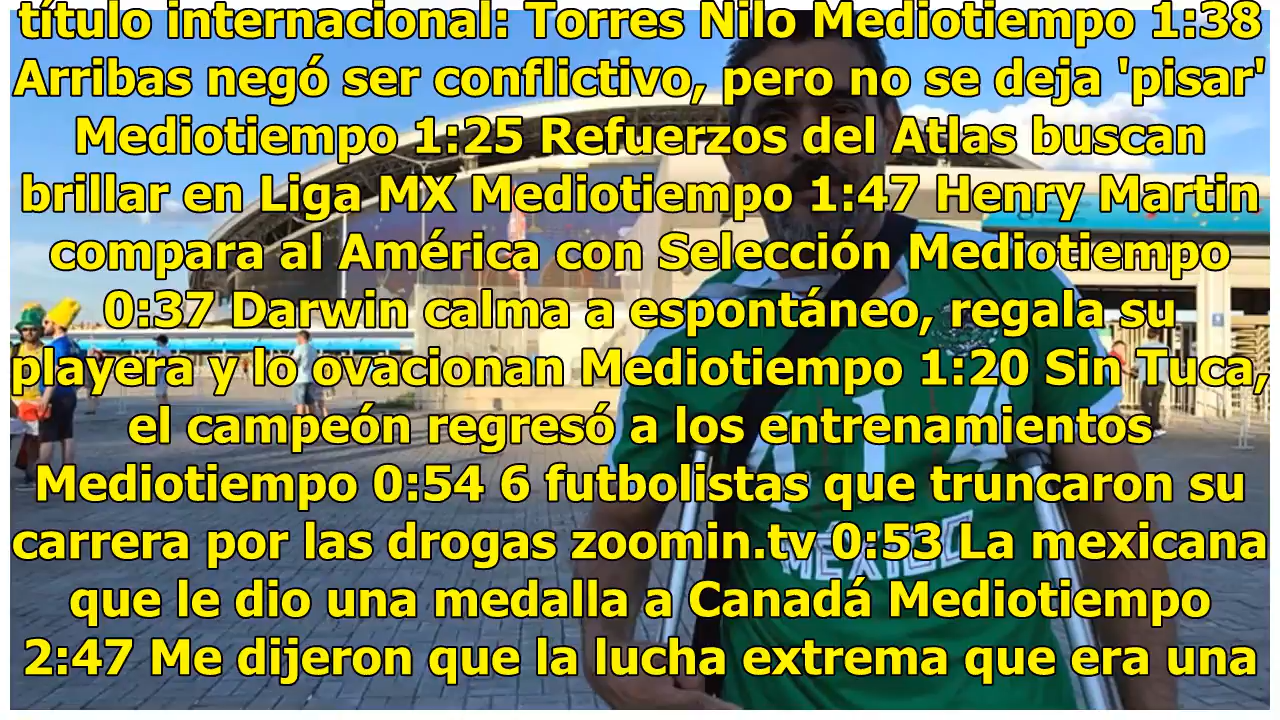 título internacional: Torres Nilo Mediotiempo 1:38
Arribas negó ser conflictivo, pero no se deja 'pisar'
Mediotiempo 1:25 Refuerzos del Atlas buscan
brillar en Liga MX Mediotiempo 1:47 Henry Martin
compara al América con Selección Mediotiempo
0:37 Darwin calma a espontáneo, regala su
playera y lo ovacionan Mediotiempo 1:20 Sin Tuca,
el campeón regresó a los entrenamientos
Mediotiempo 0:54 6 futbolistas que truncaron su
carrera por las drogas zoomin.tv 0:53 La mexicana
que le dio una medalla a Canadá Mediotiempo
2:47 Me dijeron que la lucha extrema que era una
MÉXICO